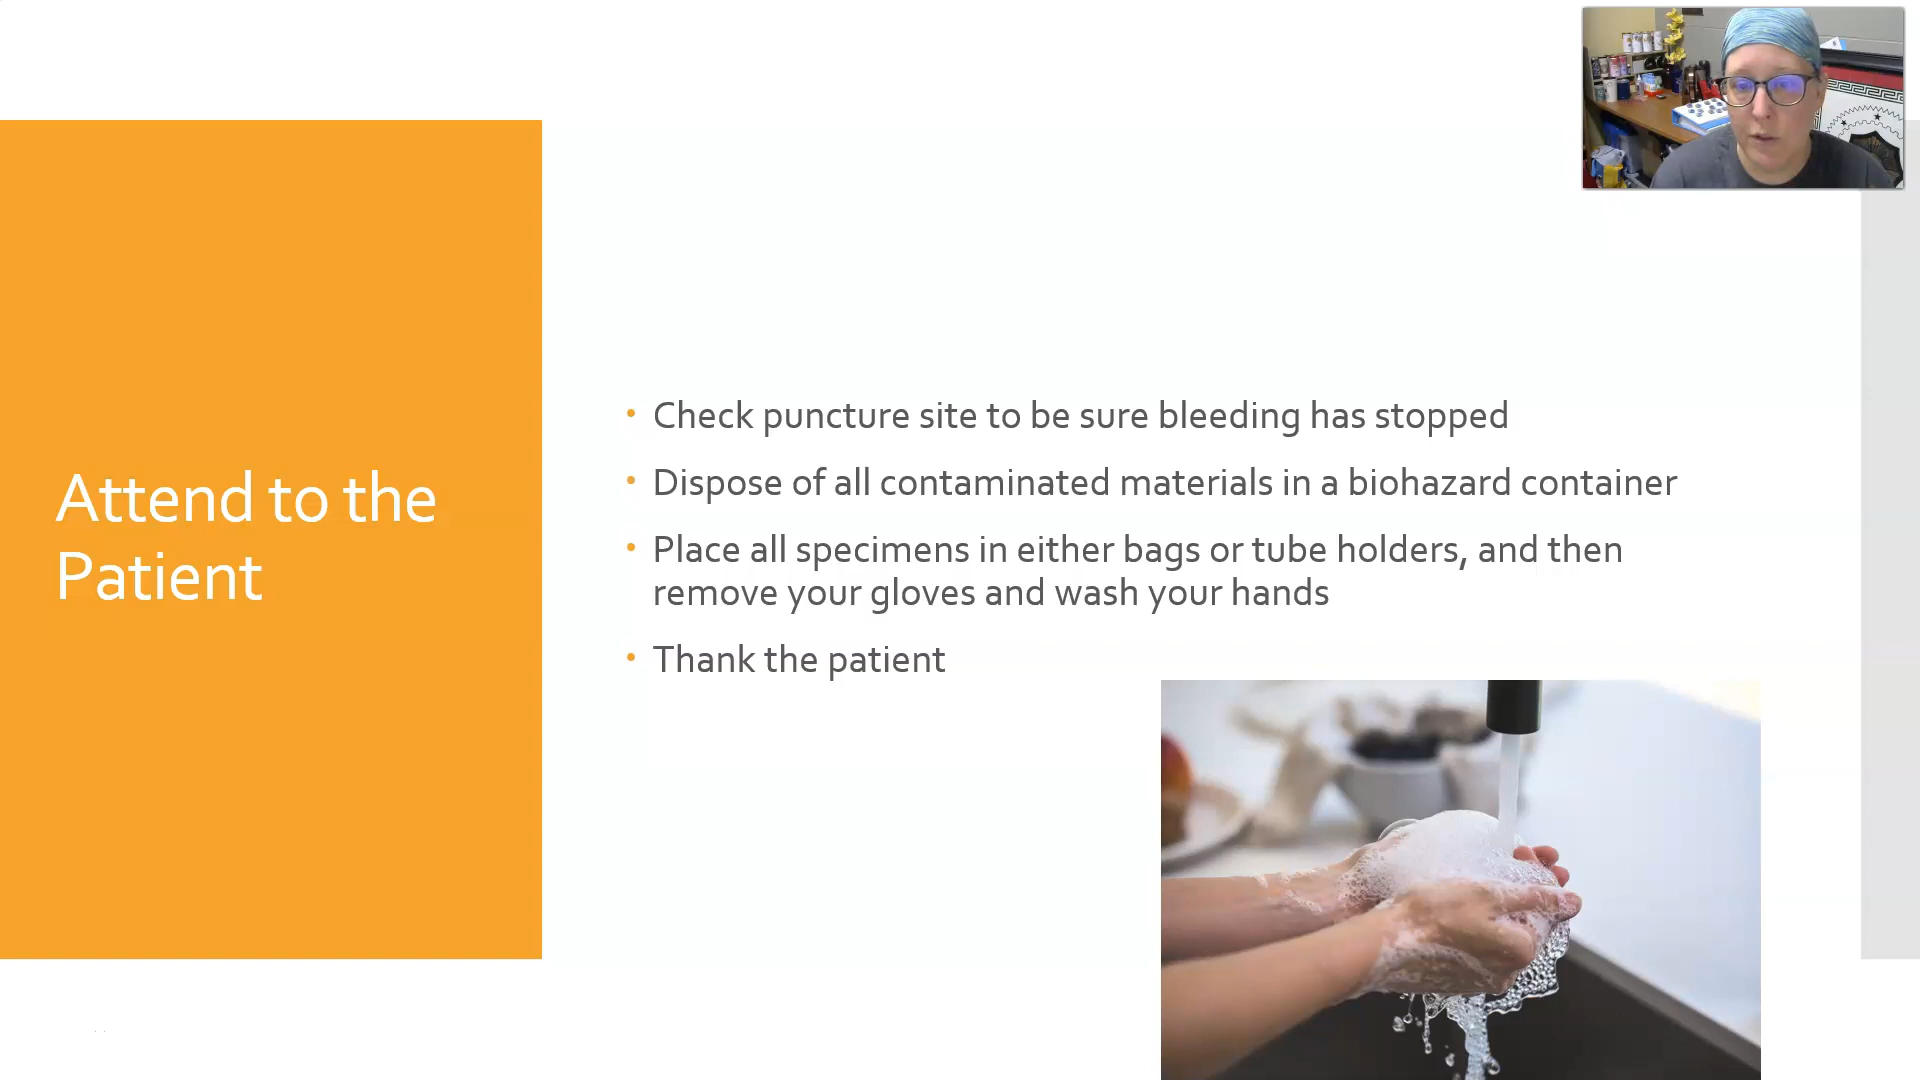 Attend to the
Patient
• Check puncture site to be sure bleeding has stopped
• Dispose of all contaminated materials in a biohazard container
• Place all specimens in either bags or tube holders, and then
remove your gloves and wash your hands
• Thank the patient